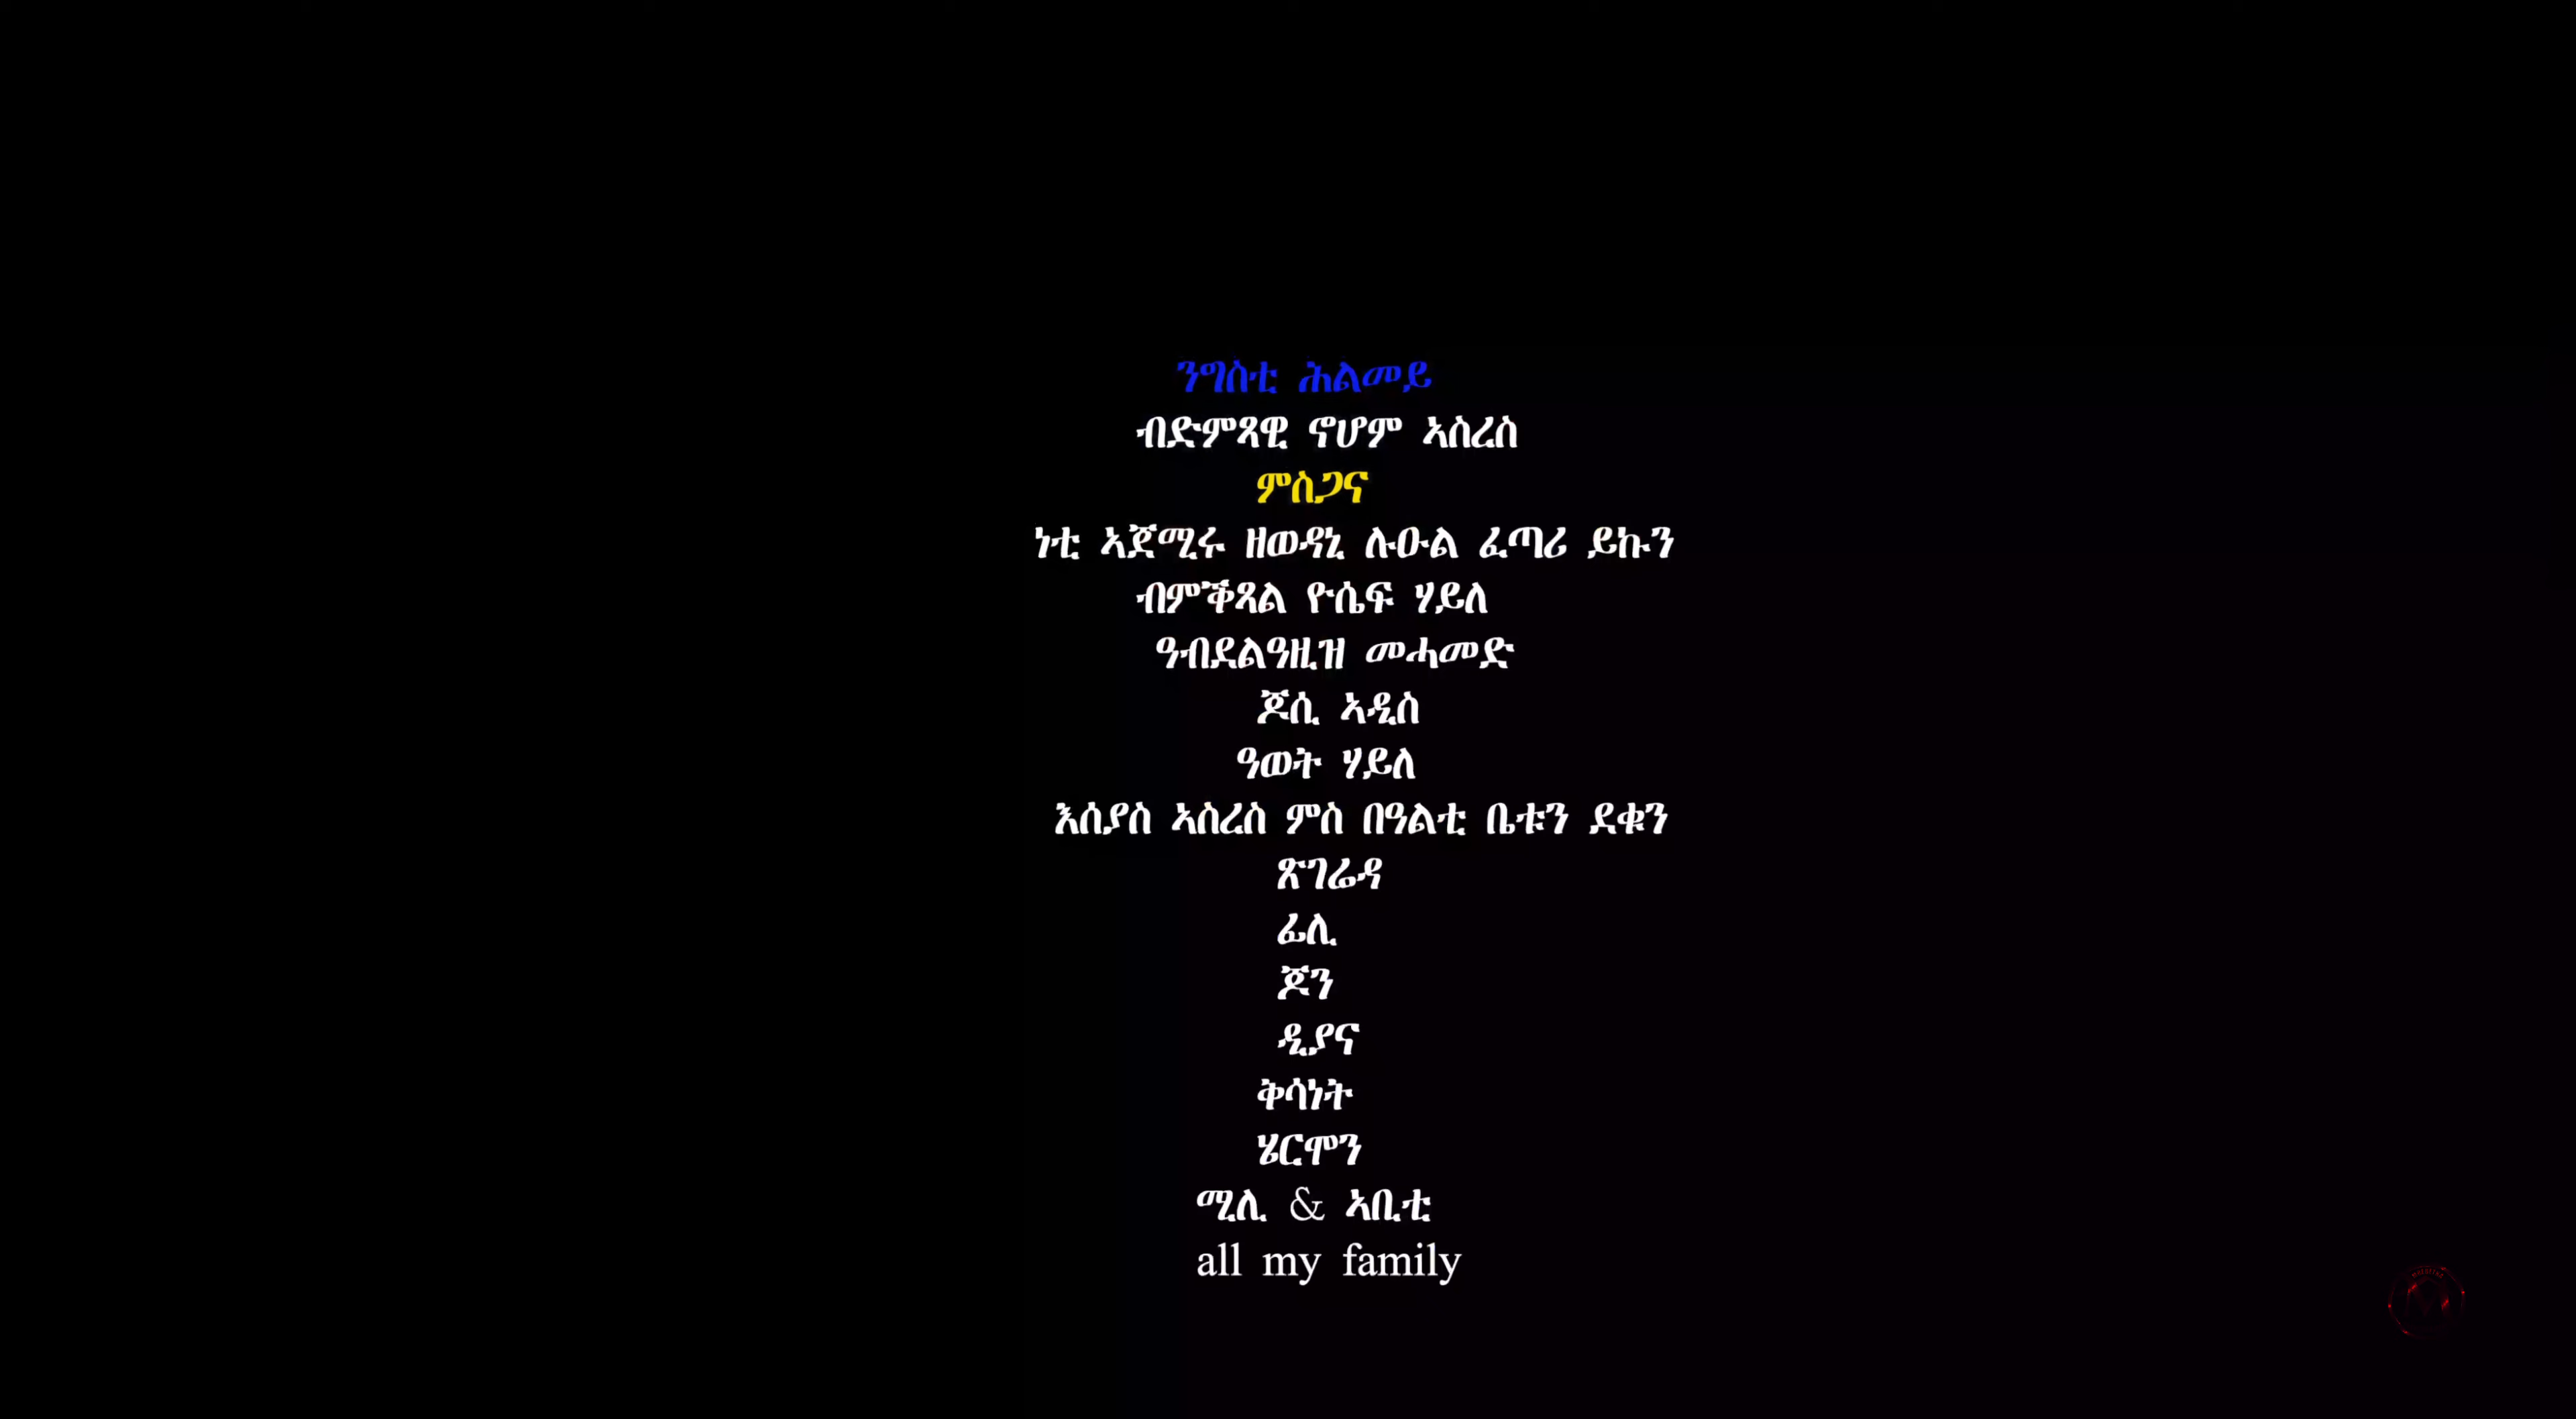 ንግስቲ ሕልመይ
ብድምጻዊ ኖሆም ኣስረስ
ምስጋና
ነቲ ኣጀሚሩ ዘወዳኒ ሉዑል ፈጣሪ ይኩን
ብምቕጻል ዮሴፍ ሃይለ
ዓብደልዓዚዝ መሓመድ
ጆሲ ኣዲስ
ዓወት ሃይለ
እሰያስ ኣስረስ ምስ በዓልቲ ቤቱን ደቁን
ጽገሬዳ
ፊሊ
ጆን
ዲያና
ቅሳነት
ሄርሞን
ሚሊ & ኣቢቲ
all my family